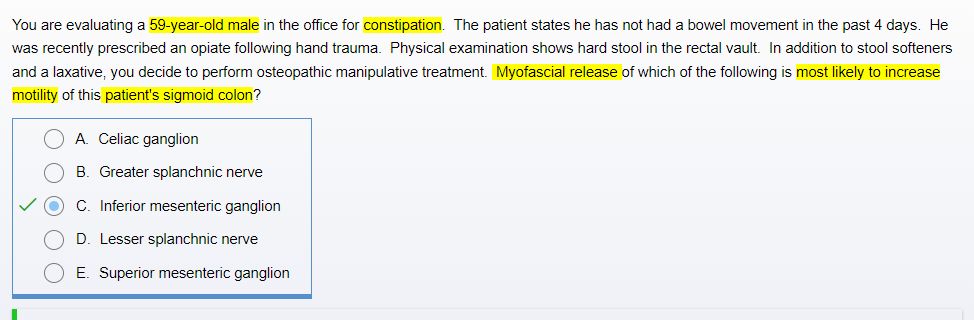 You are evaluating a 59-year-old male in the office for constipation.  The patient states he has not had a bowel movement in the past 4 days.  He
was recently prescribed an opiate following hand trauma.  Physical examination shows hard stool in the rectal vault.  In addition to stool softeners
and a laxative, you decide to perform osteopathic manipulative treatment.  Myofascial release of which of the following is most likely to increase
motility of this patient's sigmoid colon?
A. Celiac ganglion
B. Greater splanchnic nerve
C. Inferior mesenteric ganglion
D. Lesser splanchnic nerve
E. Superior mesenteric ganglion